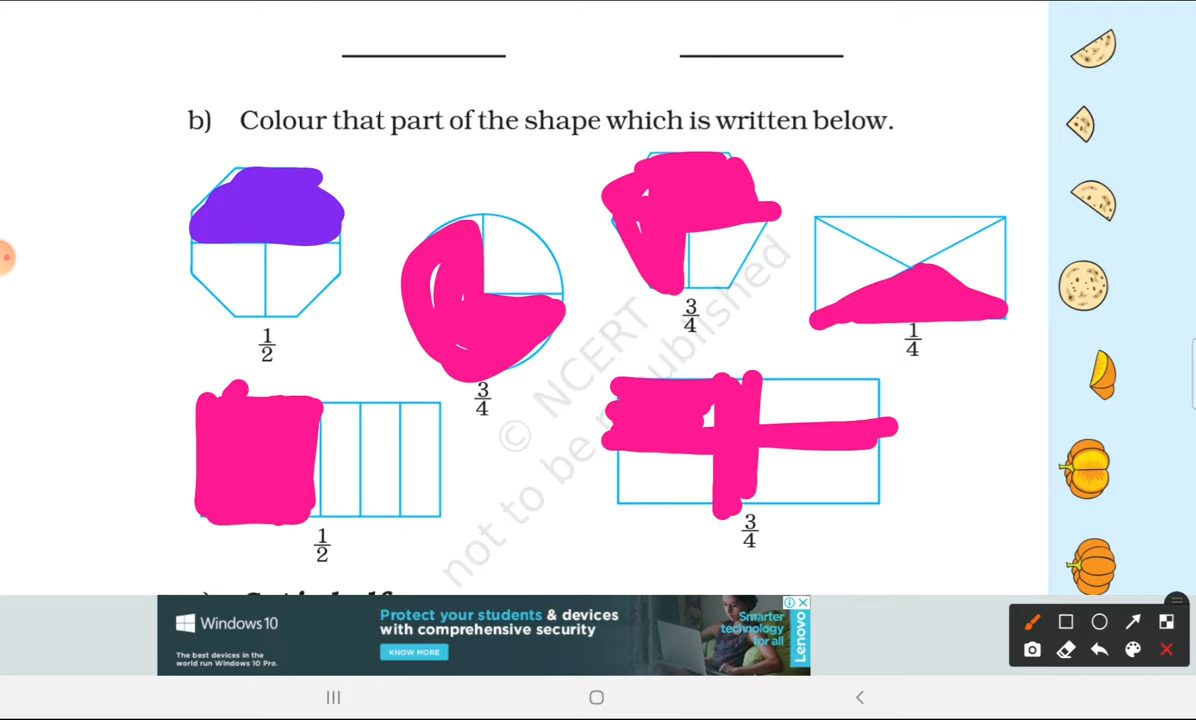 b) Colour that part of the shape which is written below.
1/2
3/4
3/4
1/4
1/2
3/4
© NCERT
not to be republished
Windows 10
The best devices in the
world run Windows 10 Pro.
Protect your students & devices
with comprehensive security
KNOW MORE
Smarter
technology
for all
Lenovo